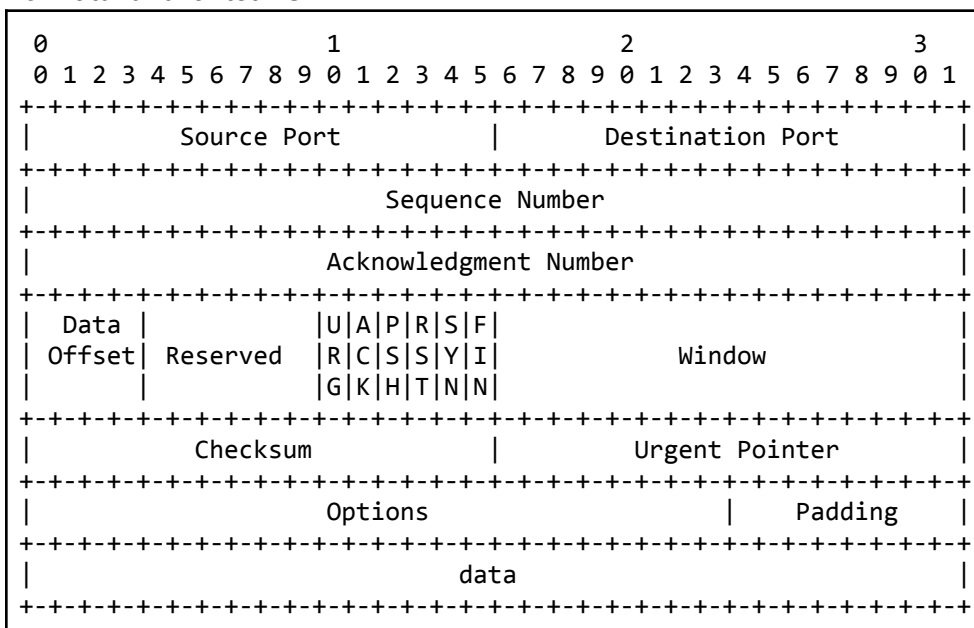 0                   1                   2                   3
0 1 2 3 4 5 6 7 8 9 0 1 2 3 4 5 6 7 8 9 0 1 2 3 4 5 6 7 8 9 0 1
+-+-+-+-+-+-+-+-+-+-+-+-+-+-+-+-+-+-+-+-+-+-+-+-+-+-+-+-+-+-+-+-+
|          Source Port          |       Destination Port        |
+-+-+-+-+-+-+-+-+-+-+-+-+-+-+-+-+-+-+-+-+-+-+-+-+-+-+-+-+-+-+-+-+
|                        Sequence Number                        |
+-+-+-+-+-+-+-+-+-+-+-+-+-+-+-+-+-+-+-+-+-+-+-+-+-+-+-+-+-+-+-+-+
|                    Acknowledgment Number                      |
+-+-+-+-+-+-+-+-+-+-+-+-+-+-+-+-+-+-+-+-+-+-+-+-+-+-+-+-+-+-+-+-+
|  Data |           |U|A|P|R|S|F|                               |
| Offset| Reserved  |R|C|S|S|Y|I|            Window             |
|       |           |G|K|H|T|N|N|                               |
+-+-+-+-+-+-+-+-+-+-+-+-+-+-+-+-+-+-+-+-+-+-+-+-+-+-+-+-+-+-+-+-+
|           Checksum            |         Urgent Pointer        |
+-+-+-+-+-+-+-+-+-+-+-+-+-+-+-+-+-+-+-+-+-+-+-+-+-+-+-+-+-+-+-+-+
|                    Options                    |    Padding    |
+-+-+-+-+-+-+-+-+-+-+-+-+-+-+-+-+-+-+-+-+-+-+-+-+-+-+-+-+-+-+-+-+
|                             data                              |
+-+-+-+-+-+-+-+-+-+-+-+-+-+-+-+-+-+-+-+-+-+-+-+-+-+-+-+-+-+-+-+-+